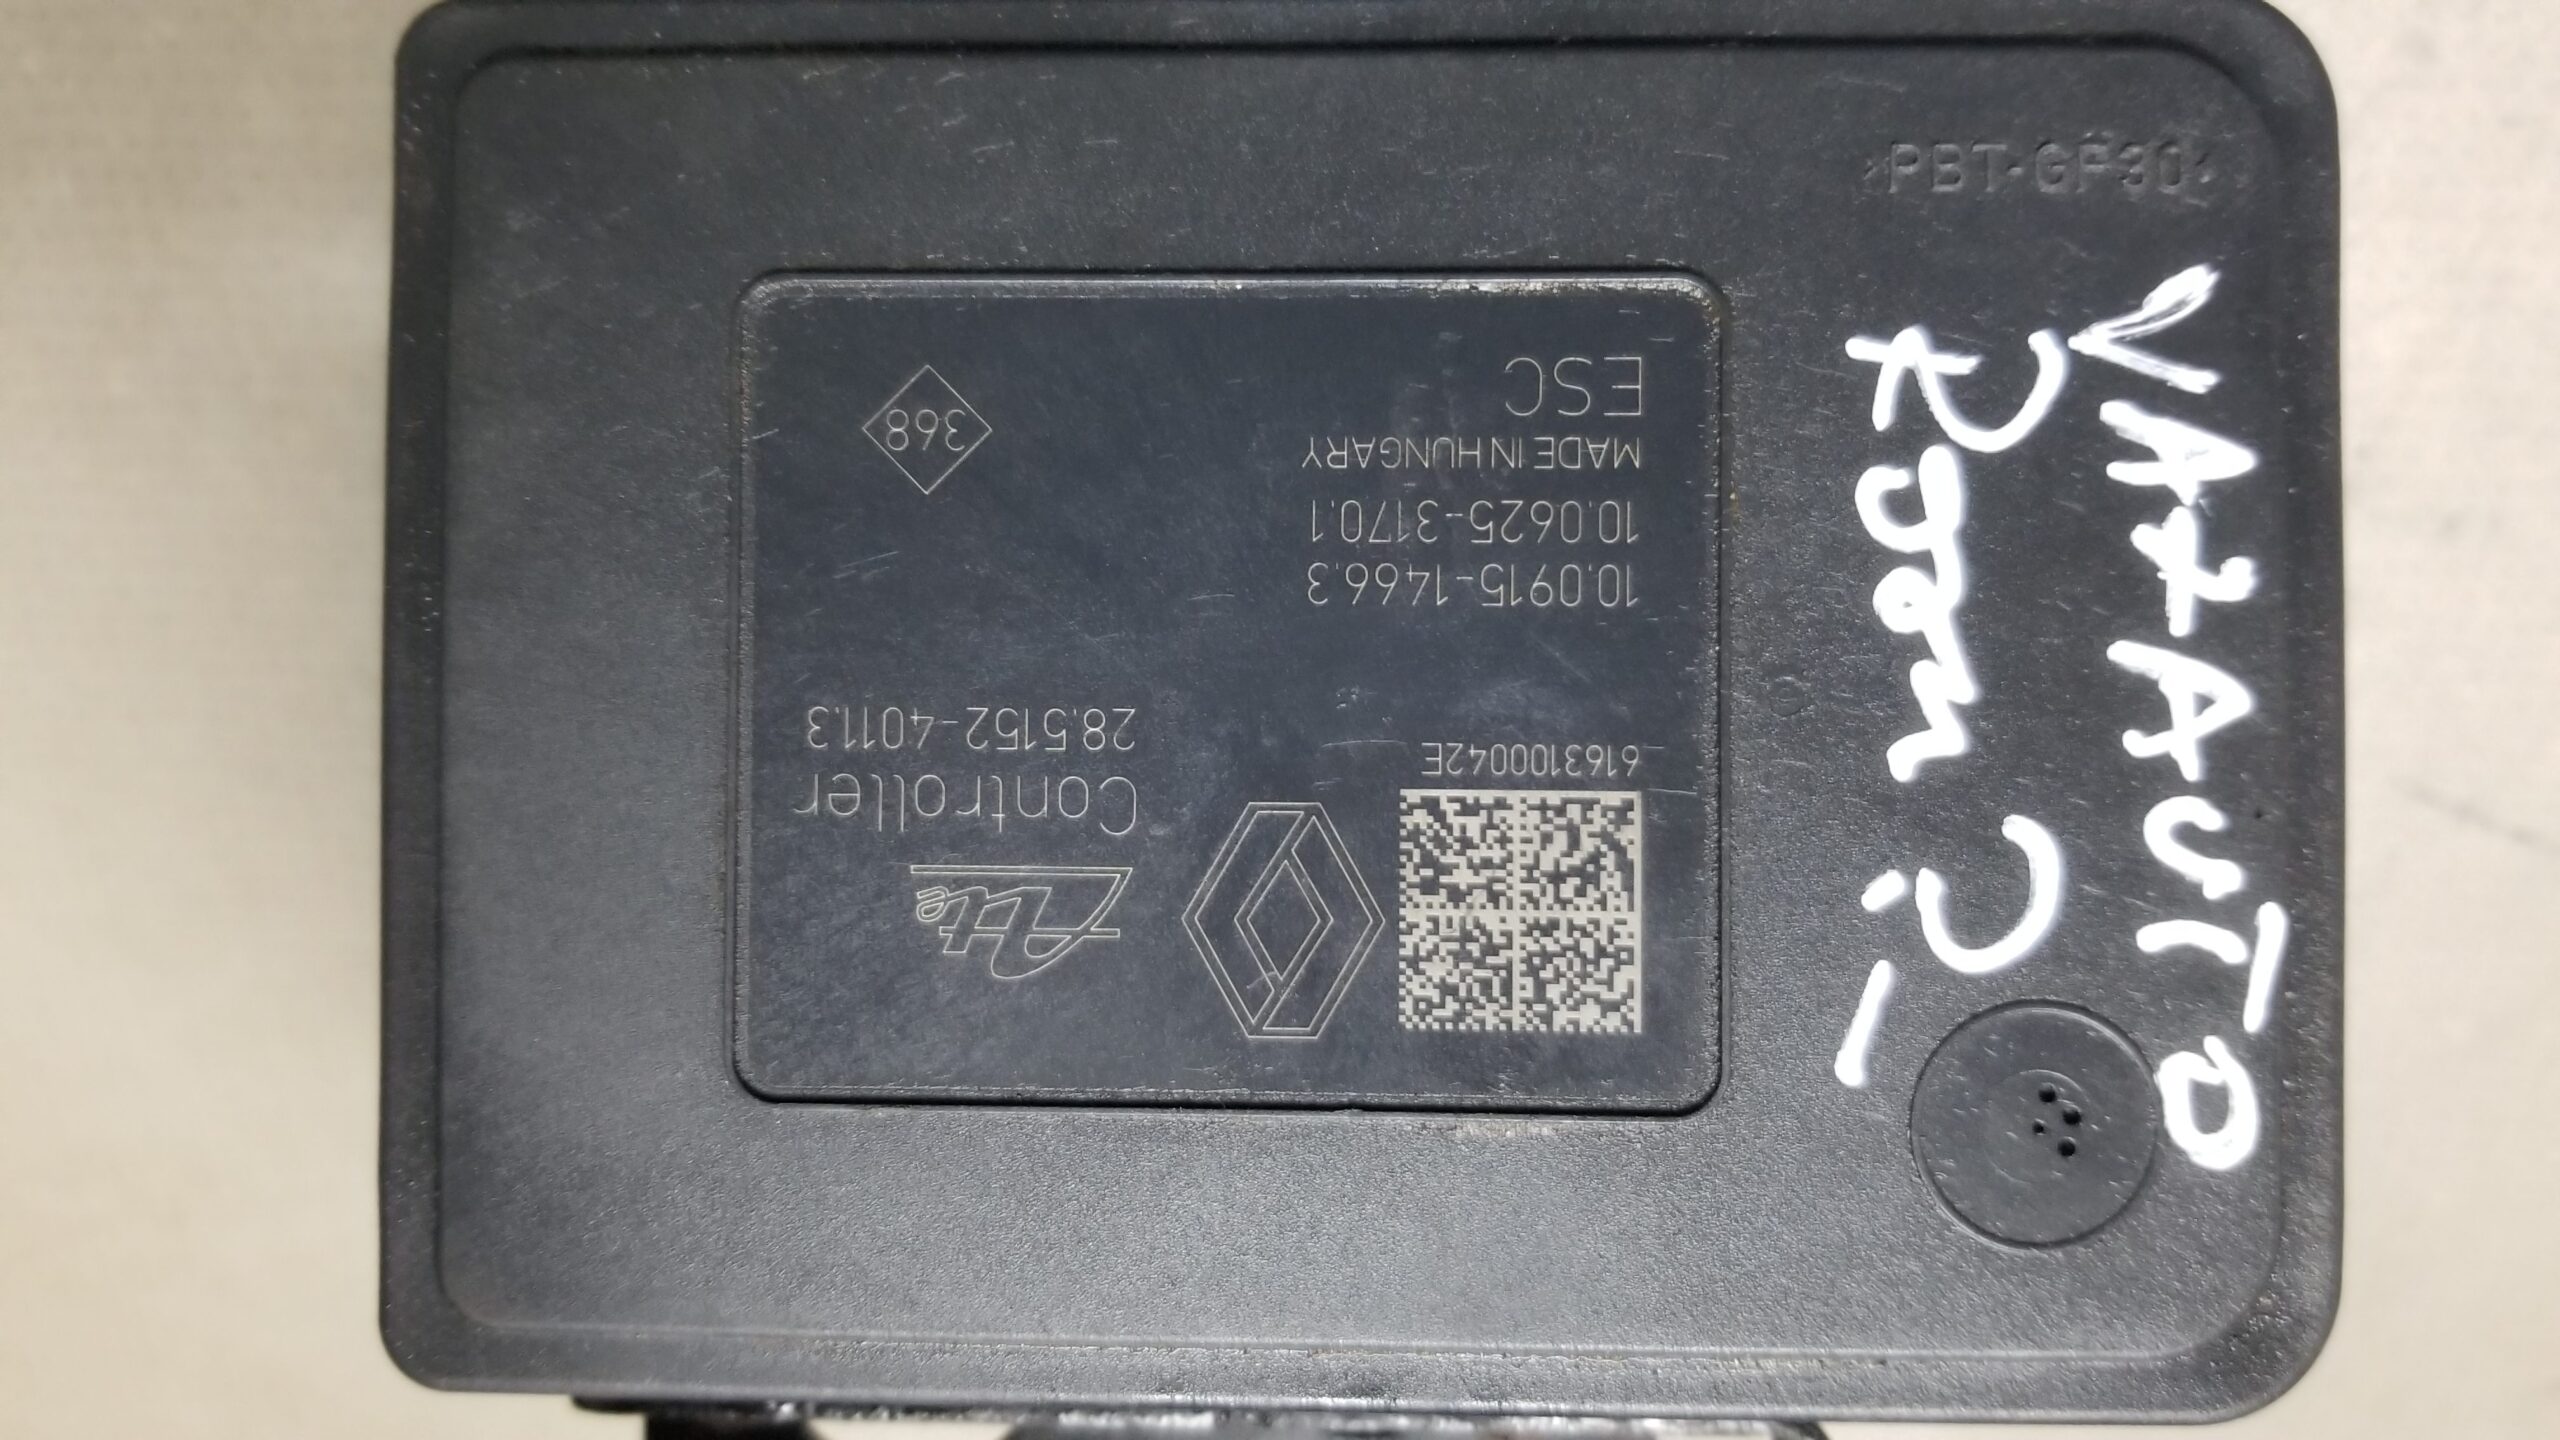 6163100042E
Ate
Controller
28.5152-4011.3
10.0915-1466.3
10.0625-3170.1
MADE IN HUNGARY
ESC
368
>PBT-GF30<
VAZAUTO